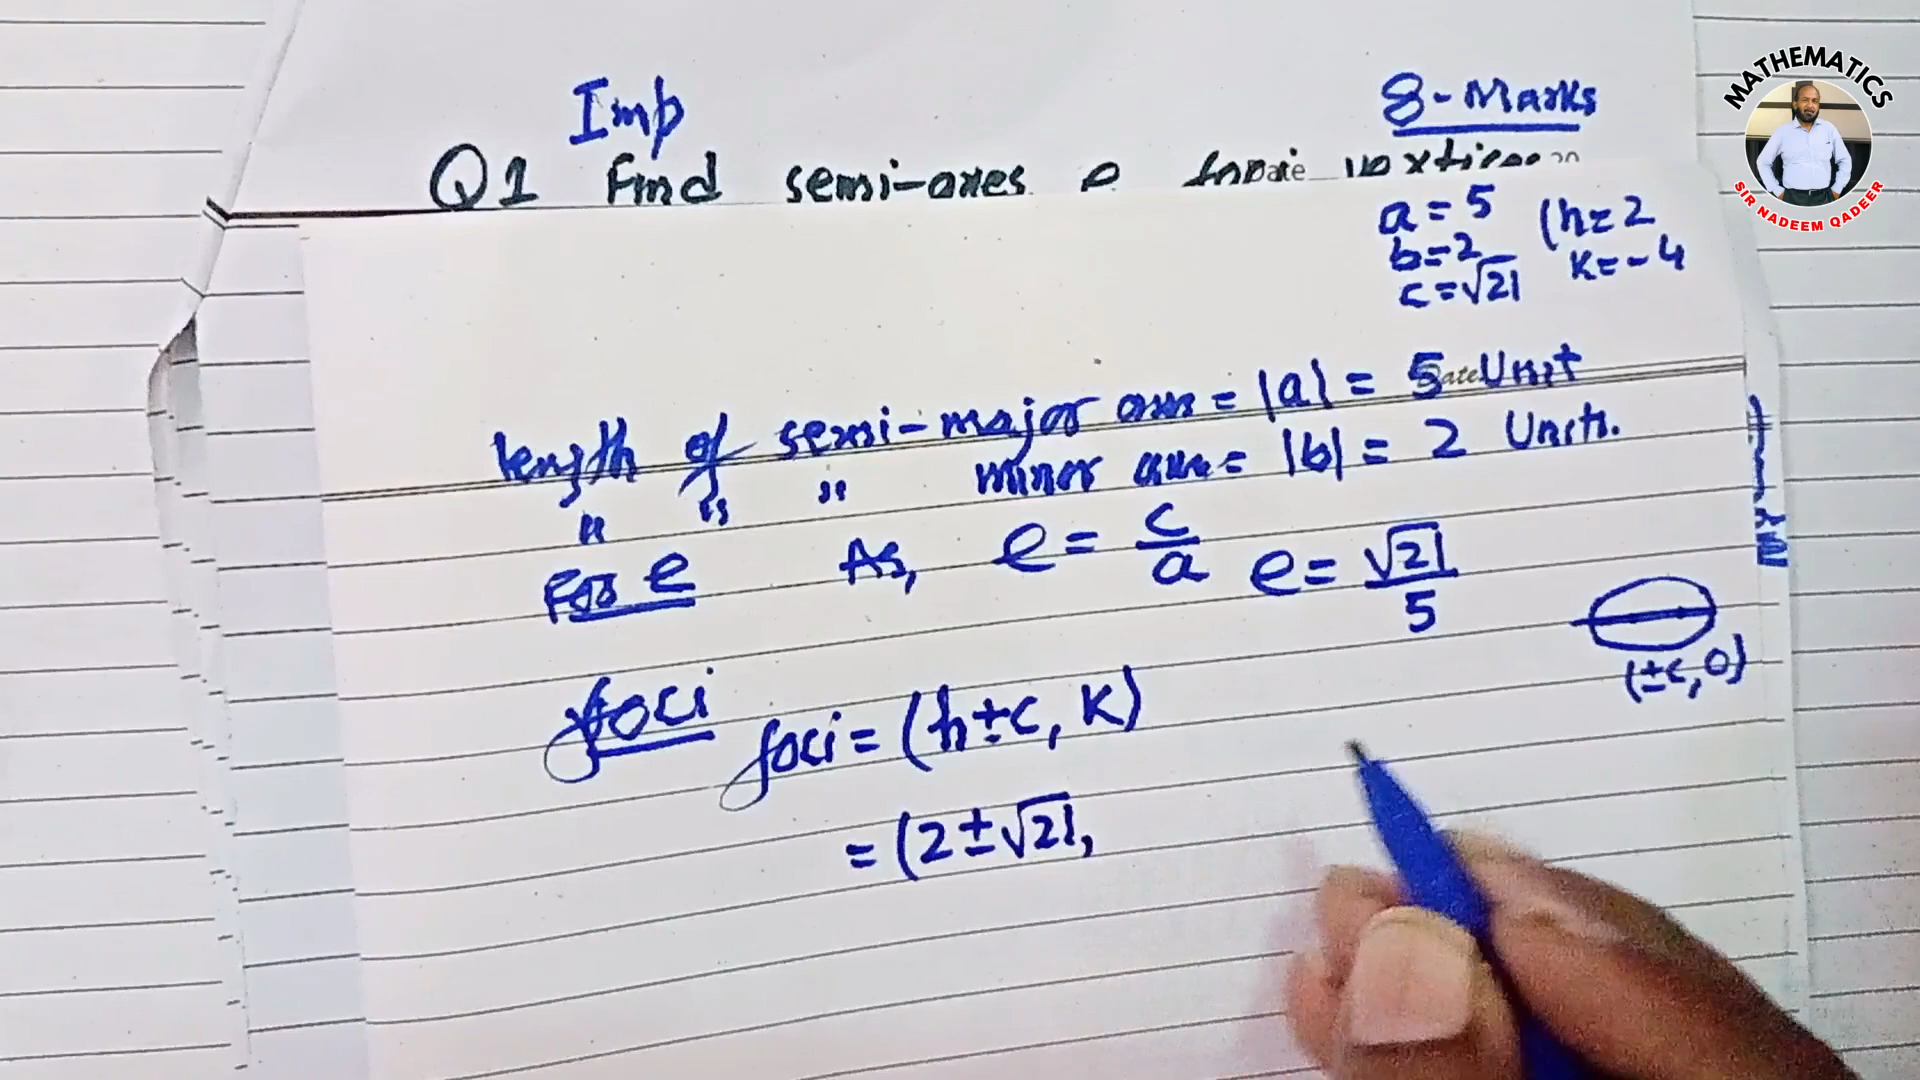 Imp
8-Marks
Q1 Find semi-axes e foci
a = 5 (h = 2
b = 2 k = -4
c = √21
length of semi-major axis = |a| = 5 Unit
" " " minor axis = |b| = 2 Units.
For e As, e = c/a e = √21/5
foci
(±c, 0)
foci = (h±c, K)
= (2±√21,
MATHEMATICS
SIR NADEEM QADEER